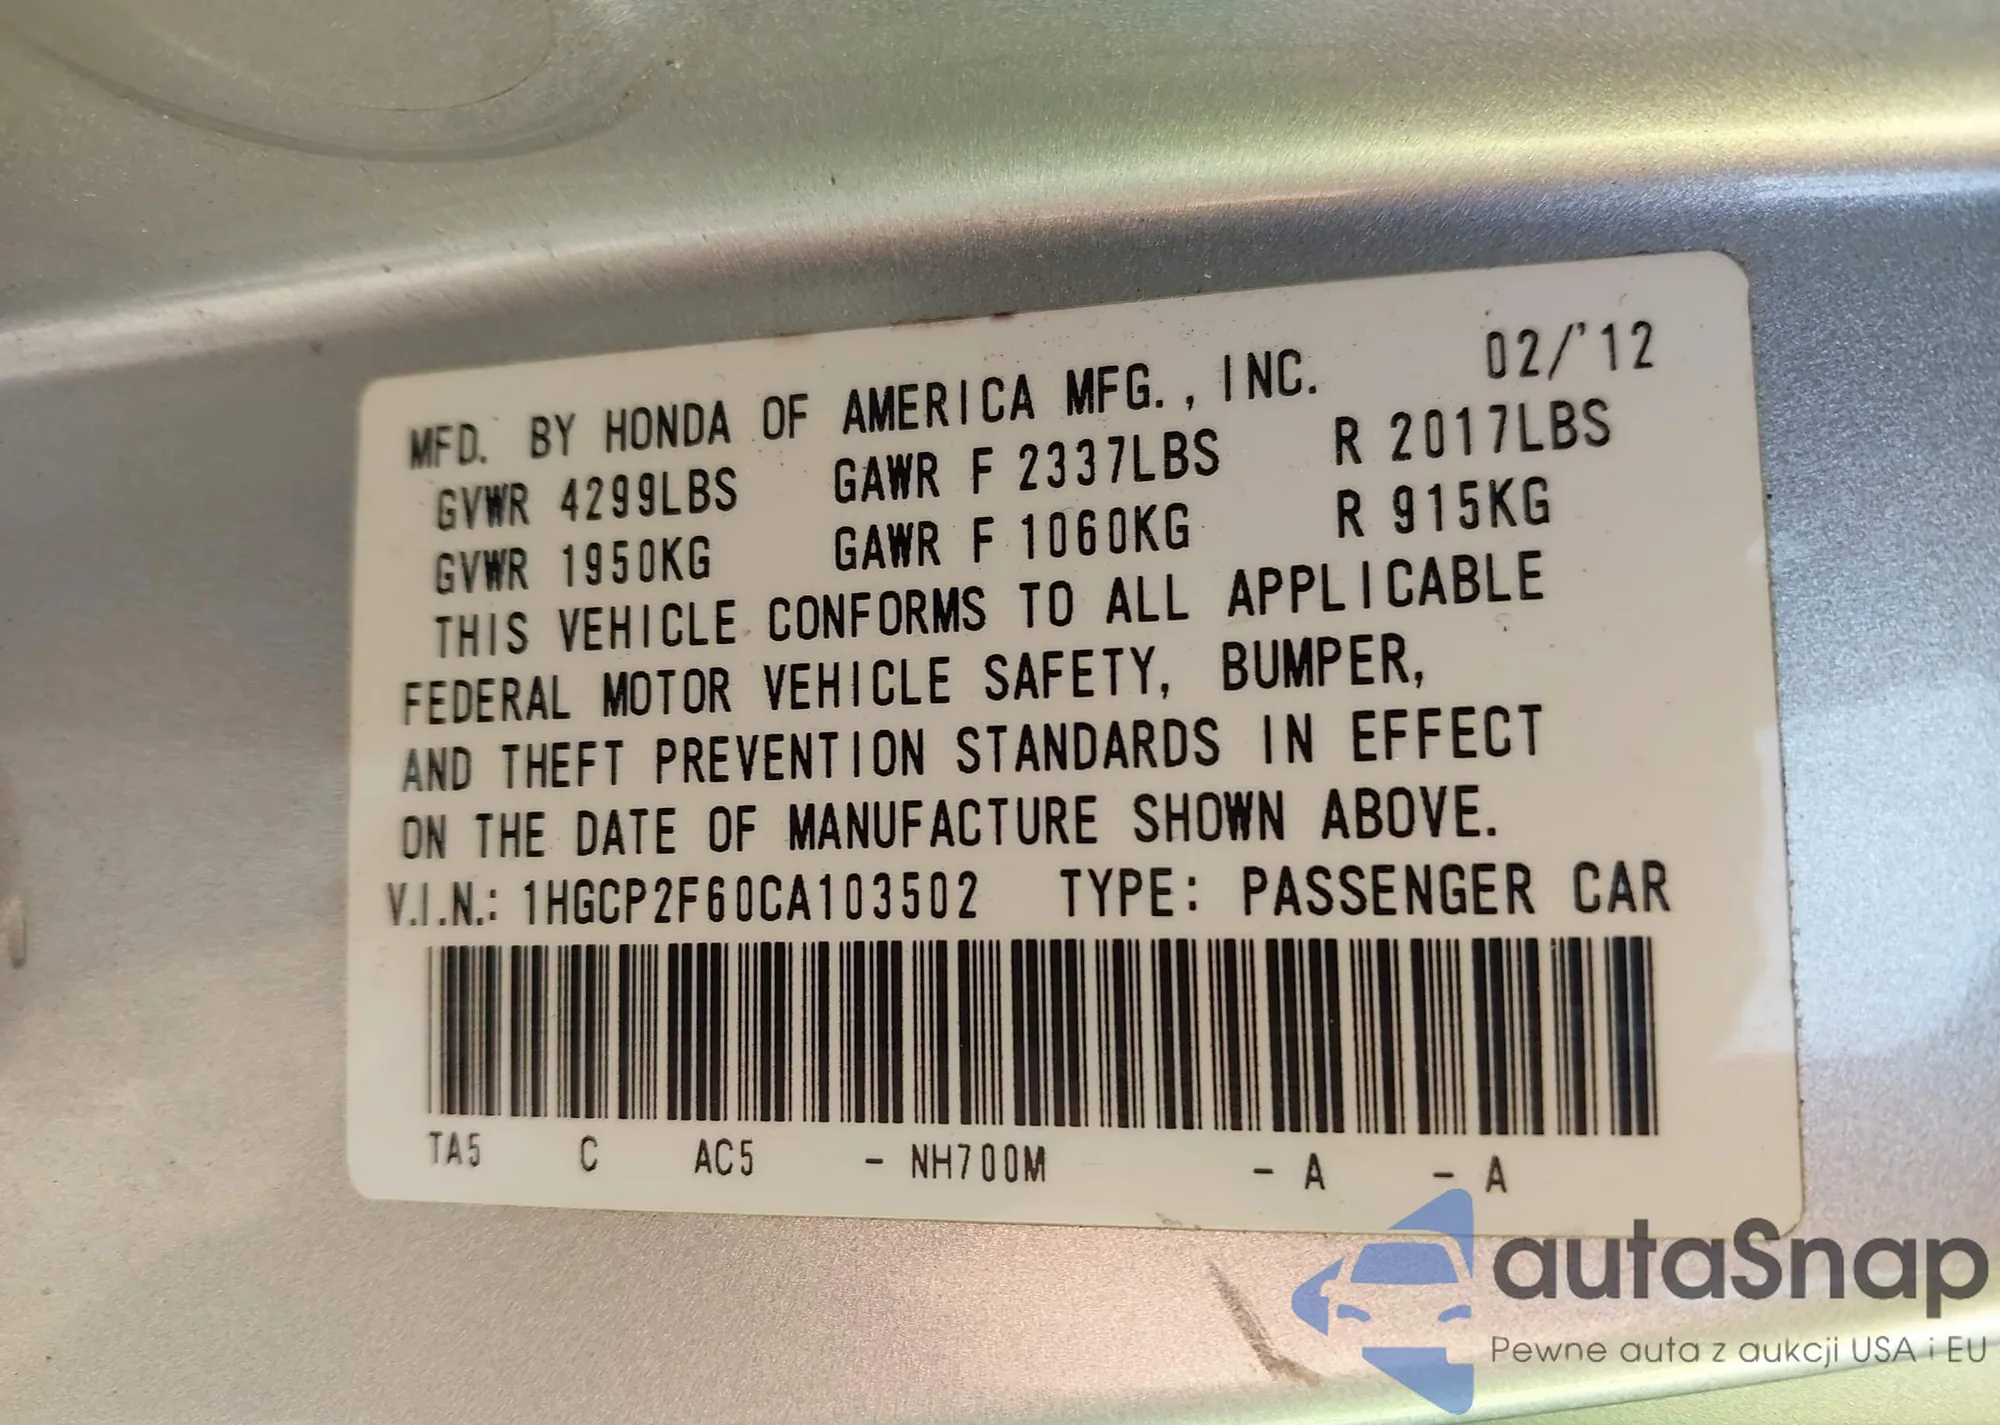 MFD. BY HONDA OF AMERICA MFG., INC. 02/'12
GVWR 4299LBS GAWR F 2337LBS R 2017LBS
GVWR 1950KG GAWR F 1060KG R 915KG
THIS VEHICLE CONFORMS TO ALL APPLICABLE
FEDERAL MOTOR VEHICLE SAFETY, BUMPER,
AND THEFT PREVENTION STANDARDS IN EFFECT
ON THE DATE OF MANUFACTURE SHOWN ABOVE.
V.I.N.: 1HGCP2F60CA103502 TYPE: PASSENGER CAR
TA5 C AC5 - NH700M - A - A
autaSnap
Pewne auta z aukcji USA i EU